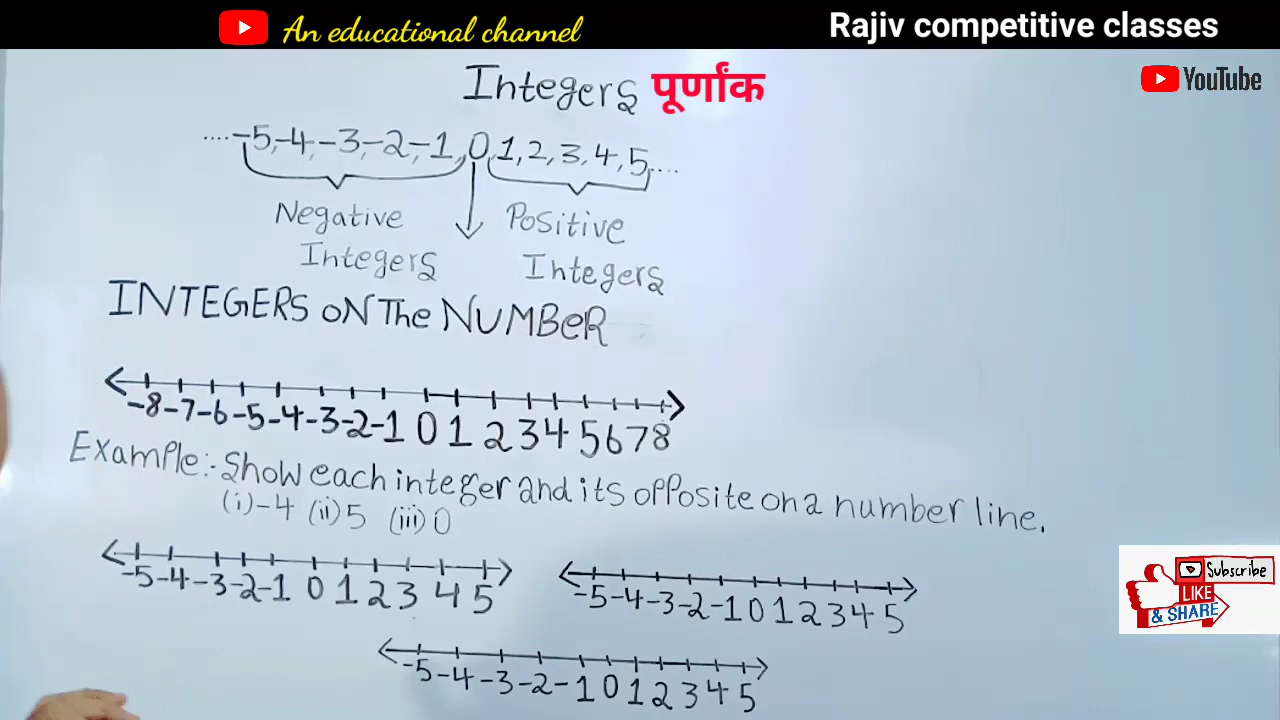 An educational channel
Rajiv competitive classes
YouTube
Integers पूर्णांक
....-5,-4,-3,-2,-1,0,1,2,3,4,5,....
Negative Integers
Positive Integers
INTEGERS ON The NUMBeR
-8 -7 -6 -5 -4 -3 -2 -1 0 1 2 3 4 5 6 7 8
Example:- Show each integer and its opposite on a number line.
(i) -4 (ii) 5 (iii) 0
-5 -4 -3 -2 -1 0 1 2 3 4 5
-5 -4 -3 -2 -1 0 1 2 3 4 5
-5 -4 -3 -2 -1 0 1 2 3 4 5
Subscribe
LIKE
& SHARE